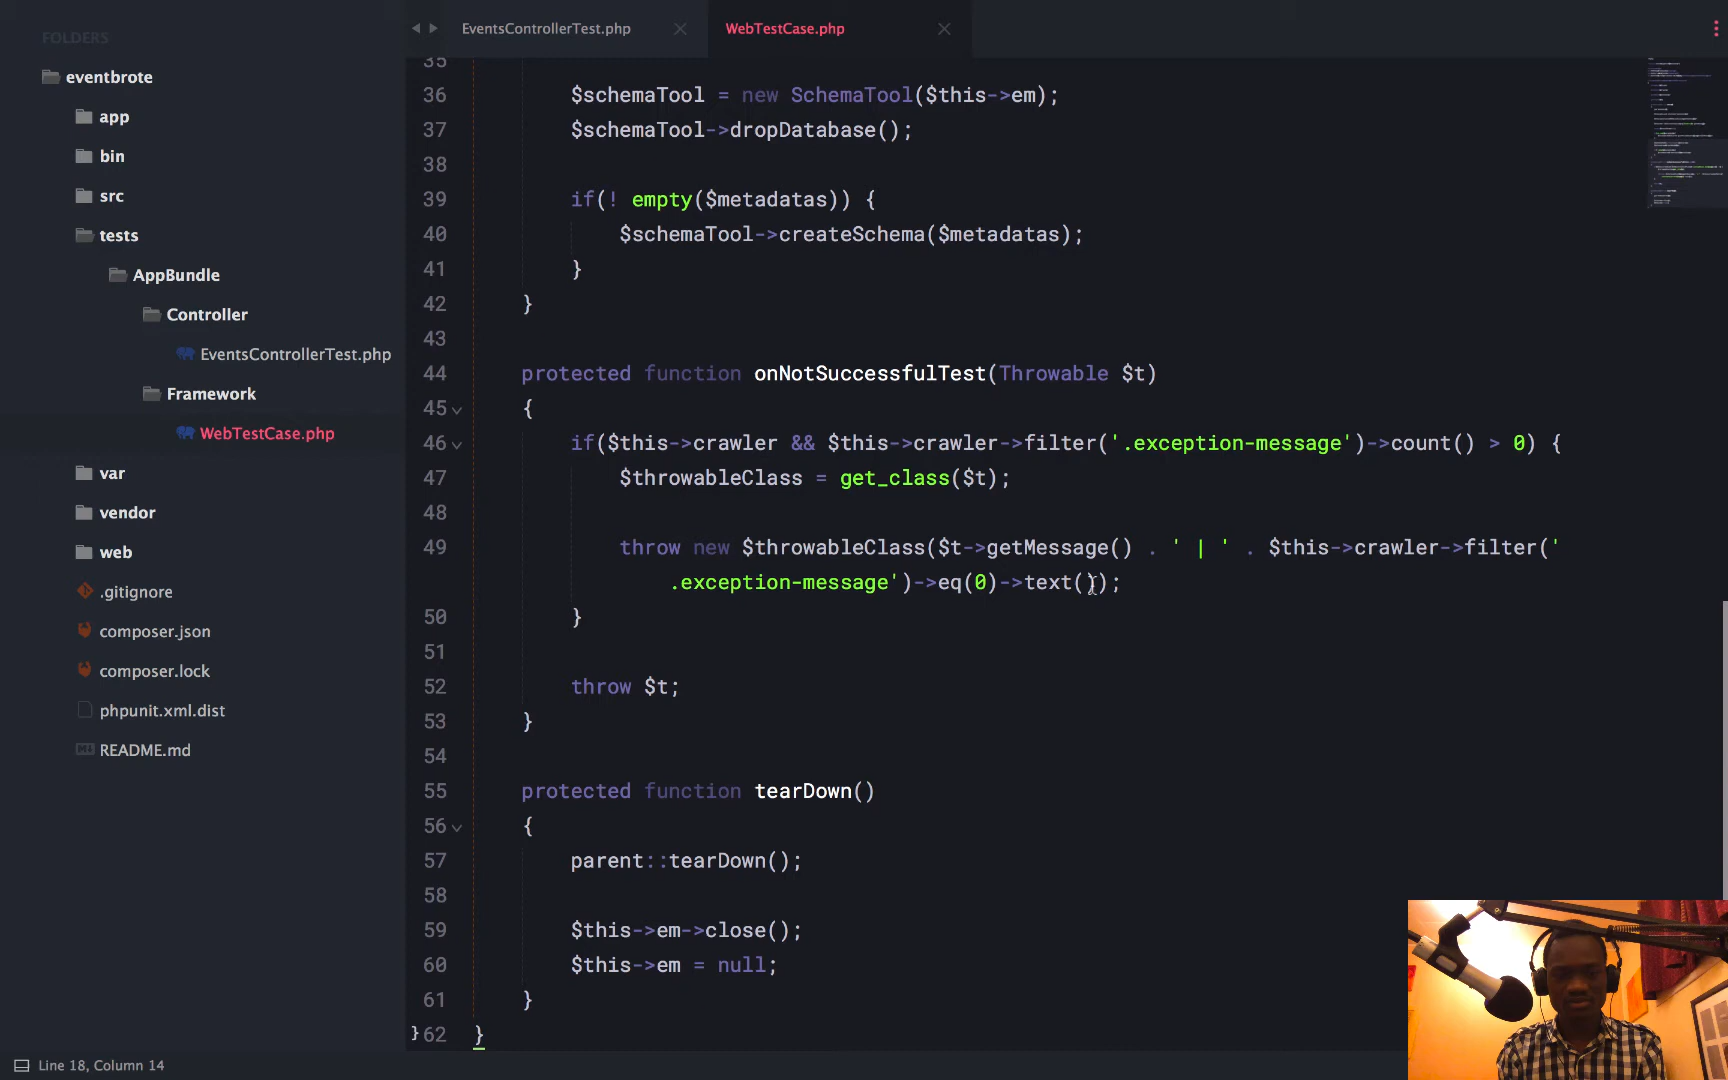 FOLDERS
eventbrote
app
bin
src
tests
AppBundle
Controller
EventsControllerTest.php
Framework
WebTestCase.php
var
vendor
web
.gitignore
composer.json
composer.lock
phpunit.xml.dist
README.md
EventsControllerTest.php
WebTestCase.php
35
36 $schemaTool = new SchemaTool($this->em);
37 $schemaTool->dropDatabase();
38
39 if(! empty($metadatas)) {
40 $schemaTool->createSchema($metadatas);
41 }
42 }
43
44 protected function onNotSuccessfulTest(Throwable $t)
45 {
46 if($this->crawler && $this->crawler->filter('.exception-message')->count() > 0) {
47 $throwableClass = get_class($t);
48
49 throw new $throwableClass($t->getMessage() . ' | ' . $this->crawler->filter('
.exception-message')->eq(0)->text());
50 }
51
52 throw $t;
53 }
54
55 protected function tearDown()
56 {
57 parent::tearDown();
58
59 $this->em->close();
60 $this->em = null;
61 }
}62 }
Line 18, Column 14